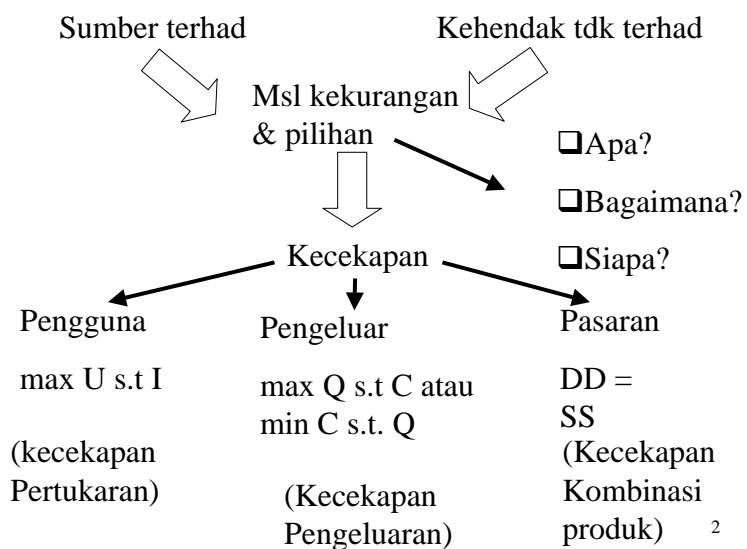 Sumber terhad
Kehendak tdk terhad
Msl kekurangan
& pilihan
❑Apa?
❑Bagaimana?
❑Siapa?
Kecekapan
Pengguna
max U s.t I
(kecekapan
Pertukaran)
Pengeluar
max Q s.t C atau
min C s.t. Q
(Kecekapan
Pengeluaran)
Pasaran
DD =
SS
(Kecekapan
Kombinasi
produk)
2